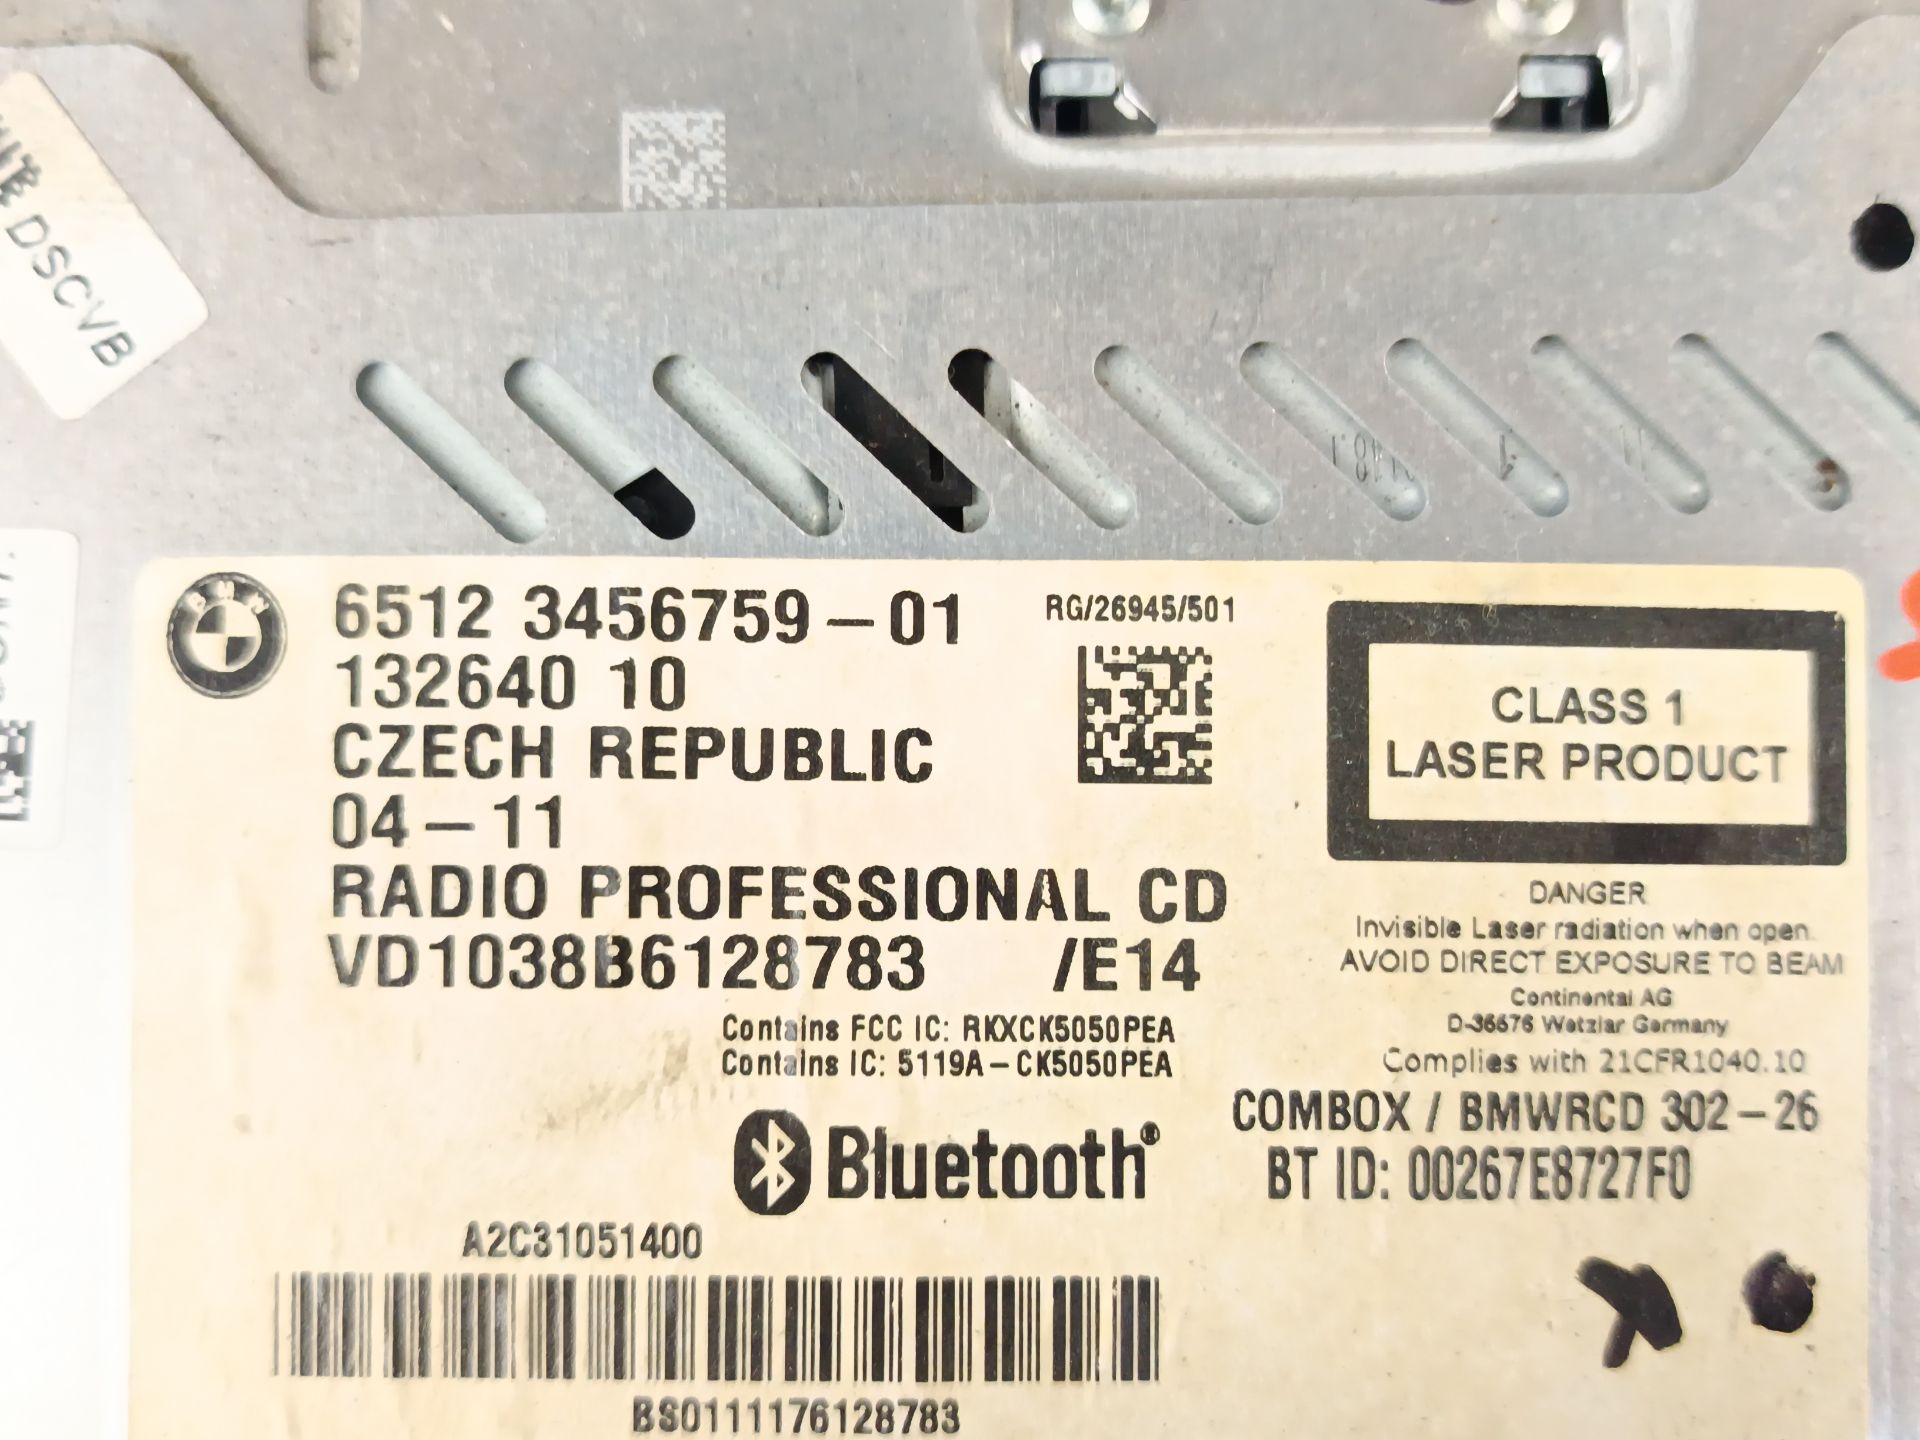 DSCVB
BMW
6512 3456759-01
132640 10
CZECH REPUBLIC
04-11
RADIO PROFESSIONAL CD
VD1038B6128783 /E14
RG/26945/501
CLASS 1
LASER PRODUCT
DANGER
Invisible Laser radiation when open.
AVOID DIRECT EXPOSURE TO BEAM
Continental AG
D-36576 Wetzlar Germany
Complies with 21CFR1040.10
Contains FCC IC: RKXCK5050PEA
Contains IC: 5119A-CK5050PEA
COMBOX / BMWRCD 302-26
BT ID: 00267E8727F0
Bluetooth®
A2C31051400
BS0111176128783